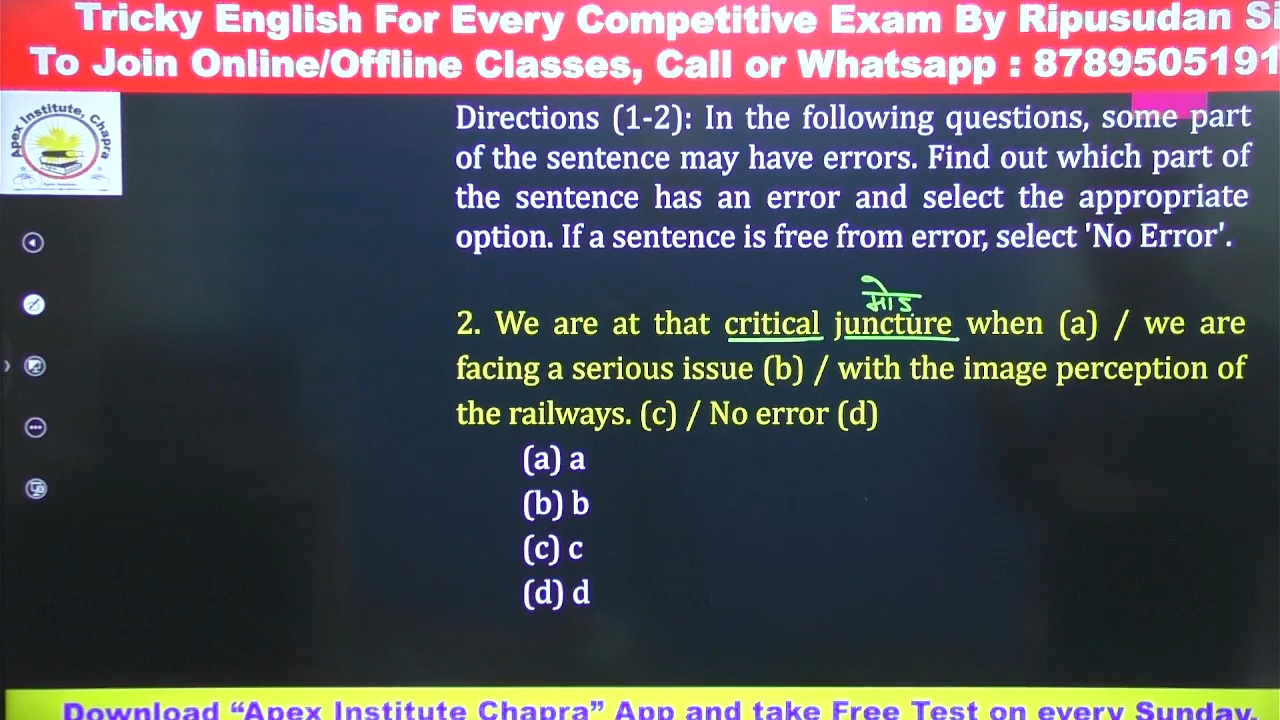 Tricky English For Every Competitive Exam By Ripusudan Si
To Join Online/Offline Classes, Call or Whatsapp : 8789505191
Apex Institute, Chapra
Directions (1-2): In the following questions, some part
of the sentence may have errors. Find out which part of
the sentence has an error and select the appropriate
option. If a sentence is free from error, select 'No Error'.
मोड़
2. We are at that critical juncture when (a) / we are
facing a serious issue (b) / with the image perception of
the railways. (c) / No error (d)
(a) a
(b) b
(c) c
(d) d
Download “Apex Institute Chapra” App and take Free Test on every Sunday.